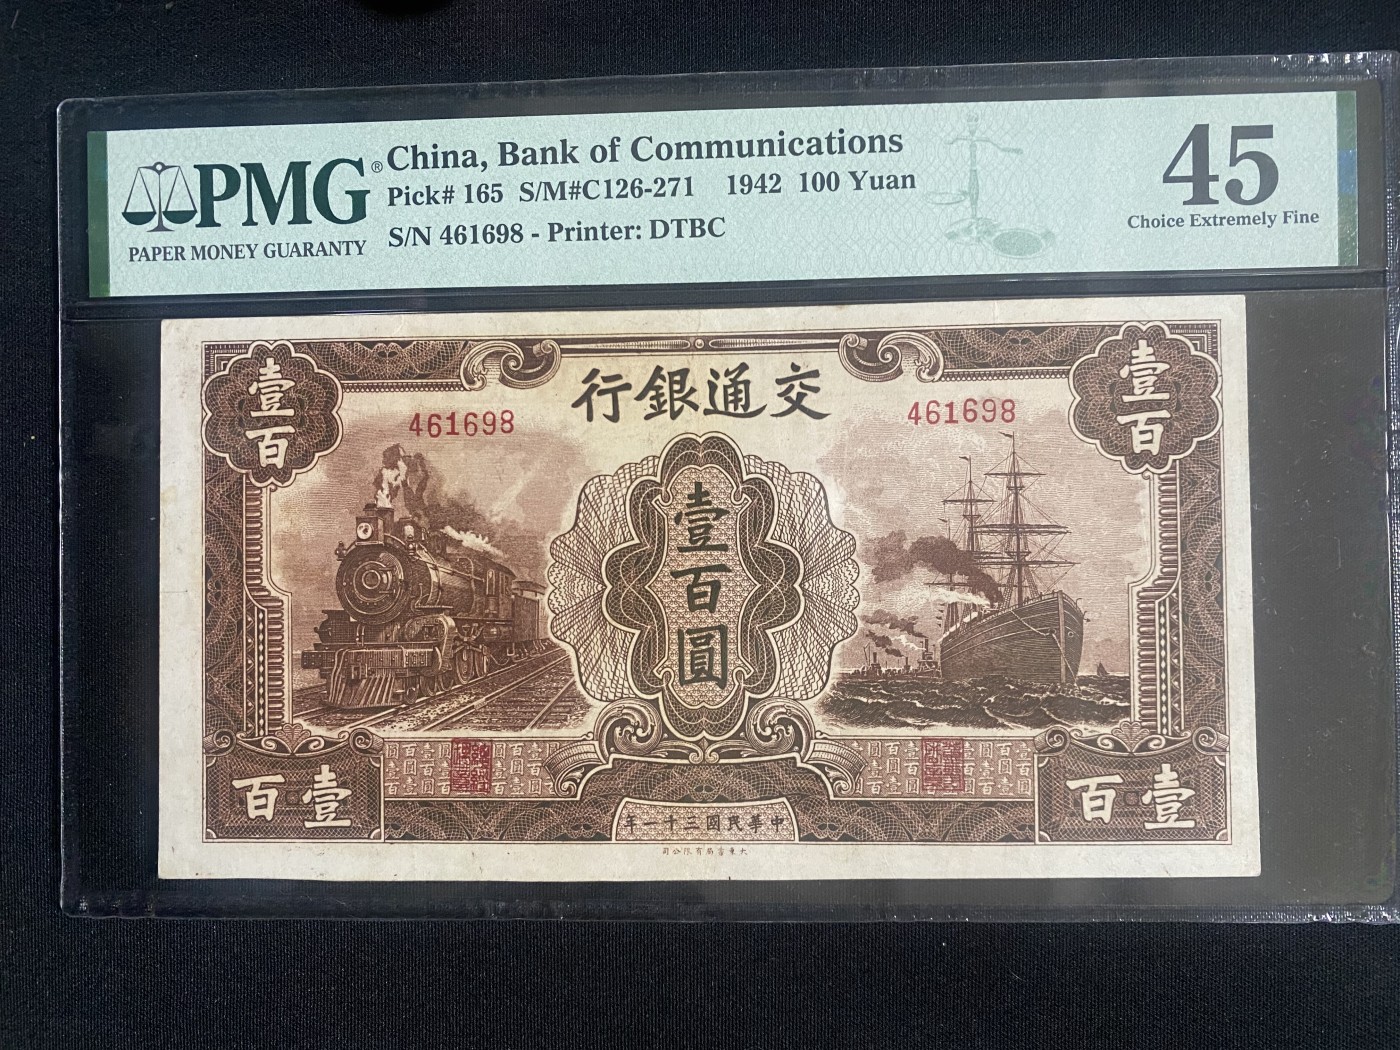 PMG®
PAPER MONEY GUARANTY
China, Bank of Communications
Pick# 165 S/M#C126-271 1942 100 Yuan
S/N 461698 - Printer: DTBC
45
Choice Extremely Fine
行銀通交
壹百
壹百
461698
461698
壹百圓
百壹
百壹
年一十三國民華中
司公限有局書東大